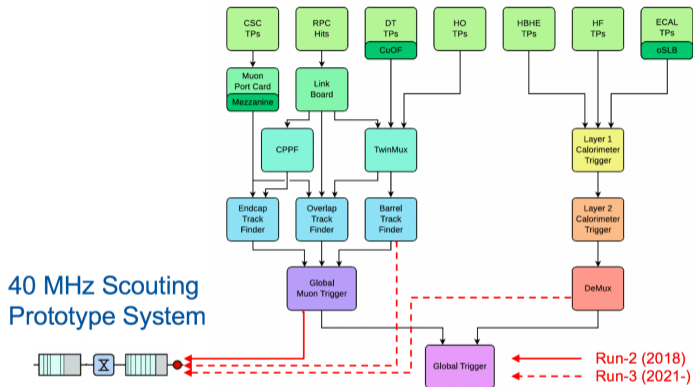 CSC
TPs
RPC
Hits
DT
TPs
CuOF
HO
TPs
HBHE
TPs
HF
TPs
ECAL
TPs
oSLB
Muon
Port Card
Mezzanine
Link
Board
CPPF
TwinMux
Layer 1
Calorimeter
Trigger
Endcap
Track
Finder
Overlap
Track
Finder
Barrel
Track
Finder
Layer 2
Calorimeter
Trigger
Global
Muon Trigger
DeMux
40 MHz Scouting
Prototype System
Global Trigger
Run-2 (2018)
Run-3 (2021-)